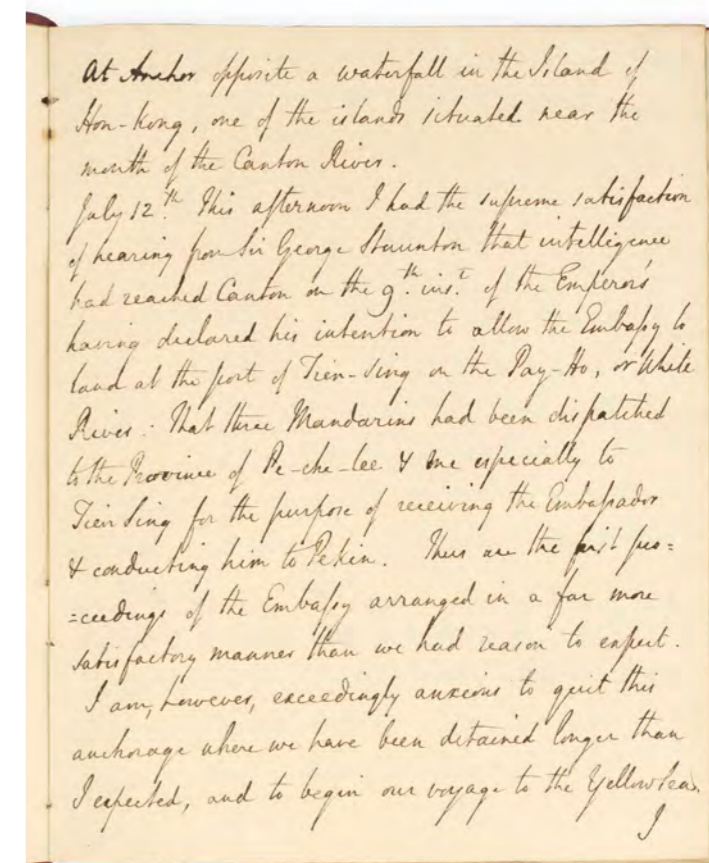 At Anchor opposite a waterfall in the Island of
Hon-kong, one of the islands situated near the
mouth of the Canton River.
July 12.th This afternoon I had the supreme satisfaction
of hearing from Sir George Staunton that intelligence
had reached Canton on the 9.th ins.t of the Emperor's
having declared his intention to allow the Embaſsy to
land at the port of Tien-Sing on the Pay-Ho, or White
River: That three Mandarins had been dispatched
to the Province of Pe-che-lee & one especially to
Tien Sing for the purpose of receiving the Embaſsador
& conducting him to Pekin. Thus are the first pro=
=ceedings of the Embaſsy arranged in a far more
satisfactory manner than we had reason to expect.
I am, however, exceedingly anxious to quit this
anchorage where we have been detained longer than
I expected, and to begin our voyage to the Yellow Sea.
I